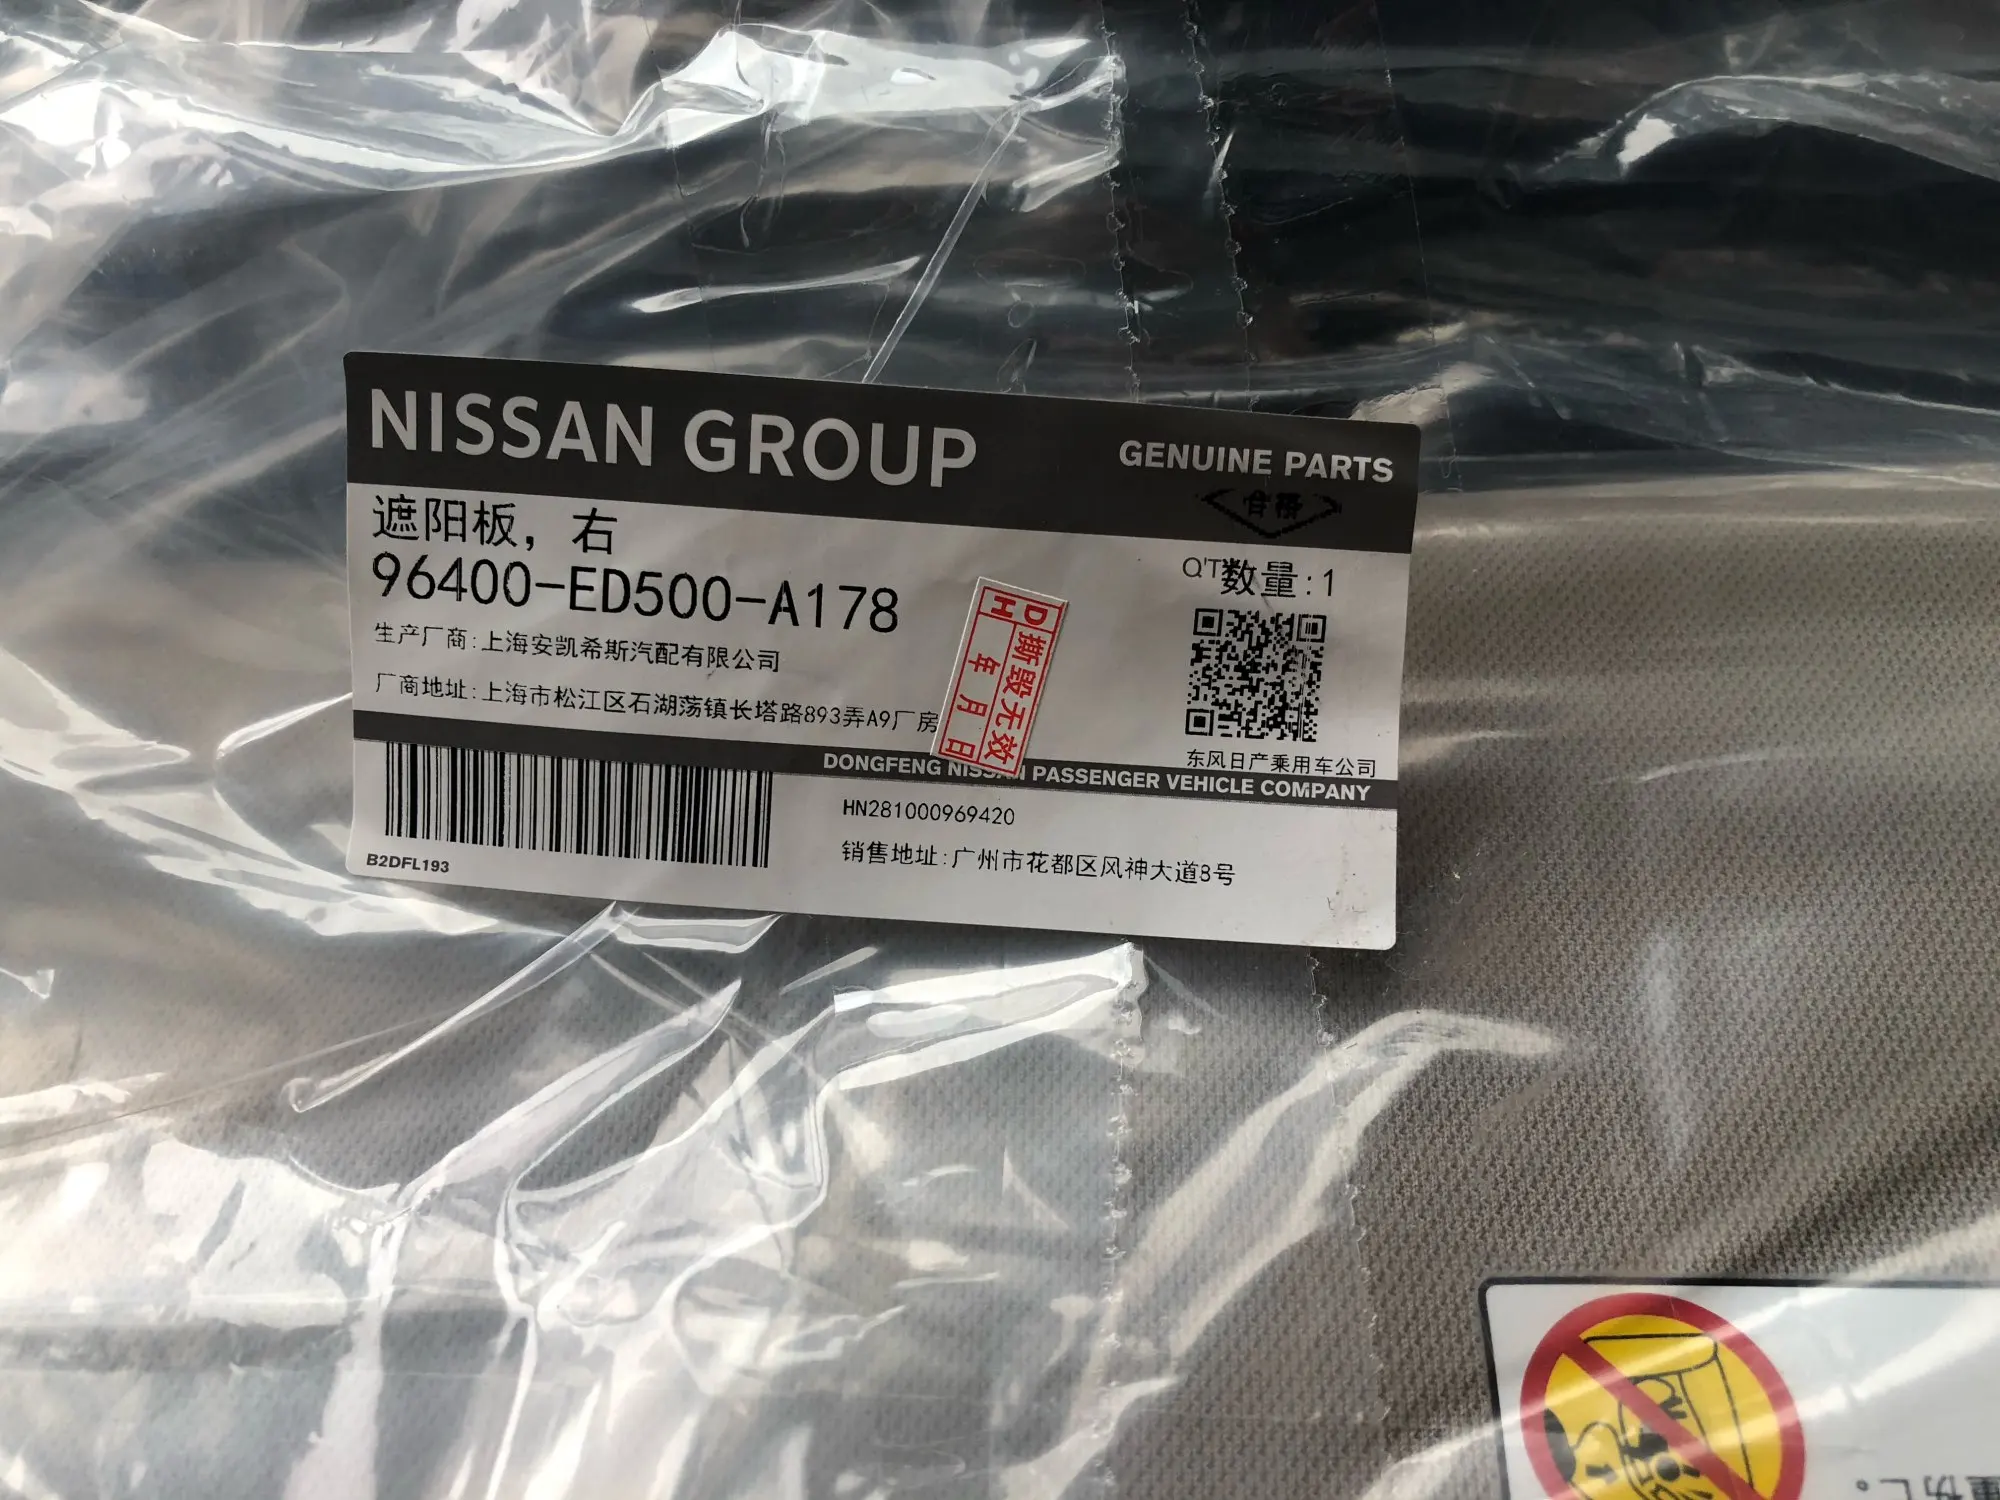 NISSAN GROUP
GENUINE PARTS
合格
遮阳板，右
96400-ED500-A178
Q'T数量:1
生产厂商:上海安凯希斯汽配有限公司
厂商地址:上海市松江区石湖荡镇长塔路893弄A9厂房
DH
撕毁无效
年月日
东风日产乘用车公司
DONGFENG NISSAN PASSENGER VEHICLE COMPANY
HN281000969420
销售地址:广州市花都区风神大道8号
B2DFL193